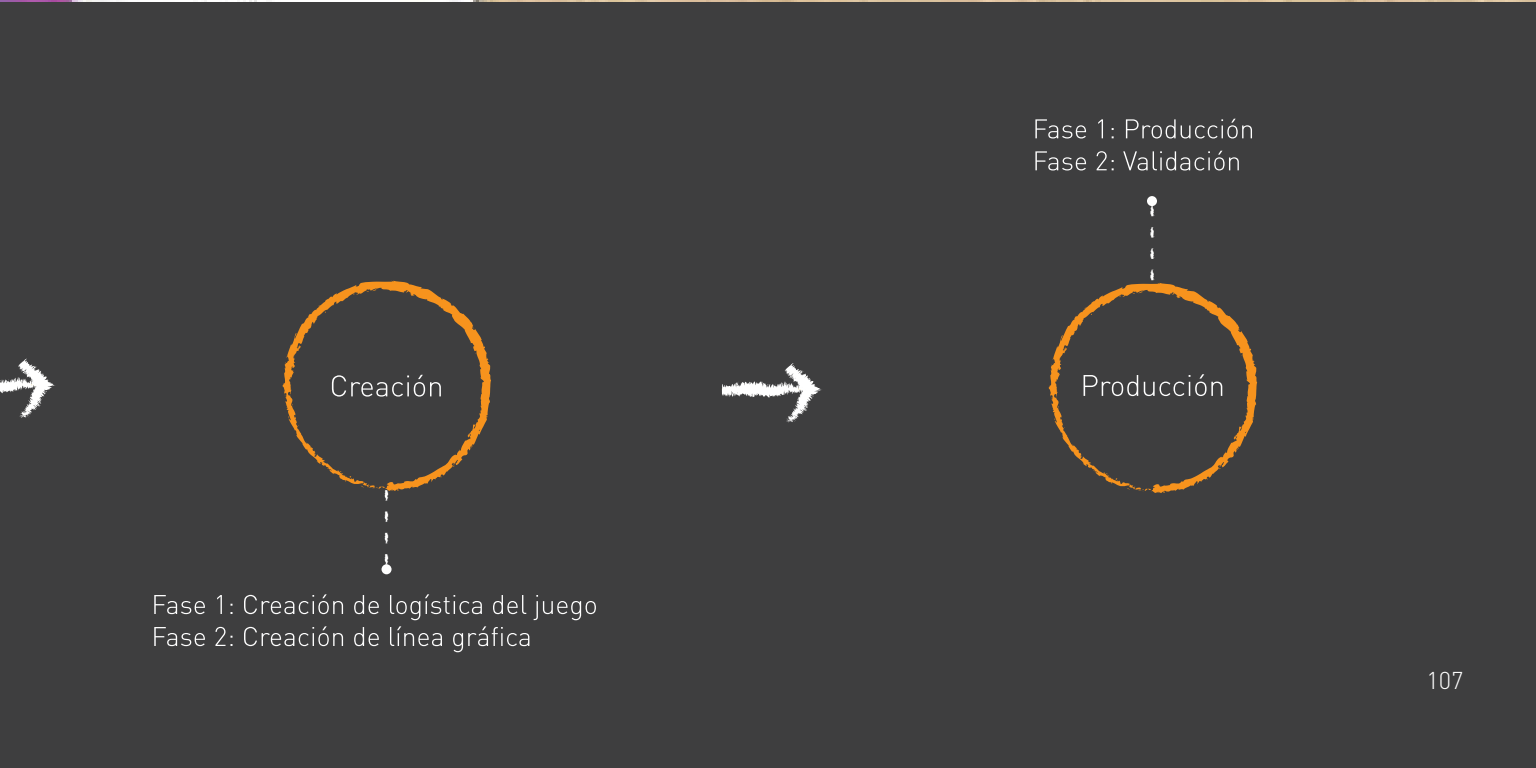 Fase 1: Producción
Fase 2: Validación
Creación
Producción
Fase 1: Creación de logística del juego
Fase 2: Creación de línea gráfica
107